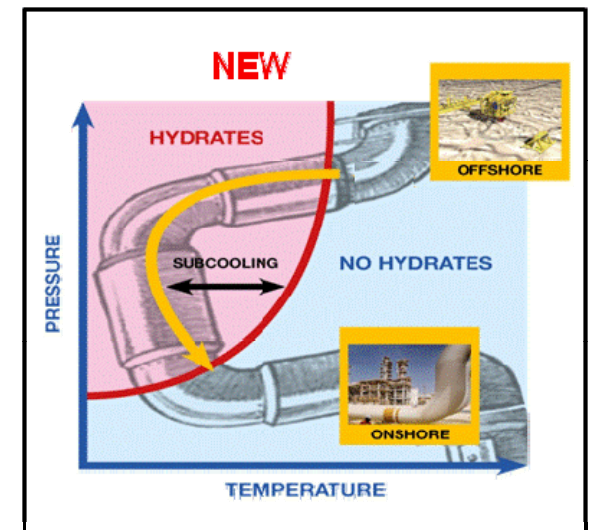 NEW
HYDRATES
OFFSHORE
SUBCOOLING
NO HYDRATES
PRESSURE
ONSHORE
TEMPERATURE